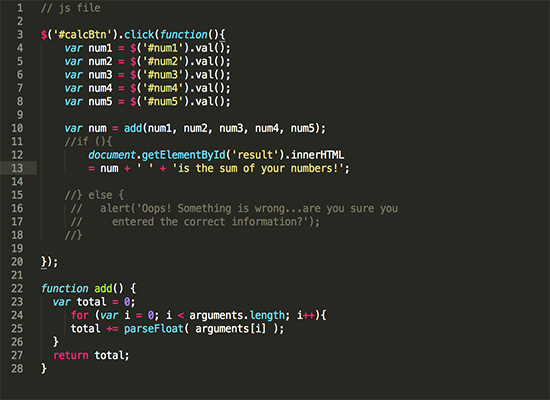 1 // js file
2
3 $('#calcBtn').click(function(){
4 var num1 = $('#num1').val();
5 var num2 = $('#num2').val();
6 var num3 = $('#num3').val();
7 var num4 = $('#num4').val();
8 var num5 = $('#num5').val();
9
10 var num = add(num1, num2, num3, num4, num5);
11 //if (){
12 document.getElementById('result').innerHTML
13 = num + ' ' + 'is the sum of your numbers!';
14
15 //} else {
16 // alert('Oops! Something is wrong...are you sure you
17 // entered the correct information?');
18 //}
19
20 });
21
22 function add() {
23 var total = 0;
24 for (var i = 0; i < arguments.length; i++){
25 total += parseFloat( arguments[i] );
26 }
27 return total;
28 }